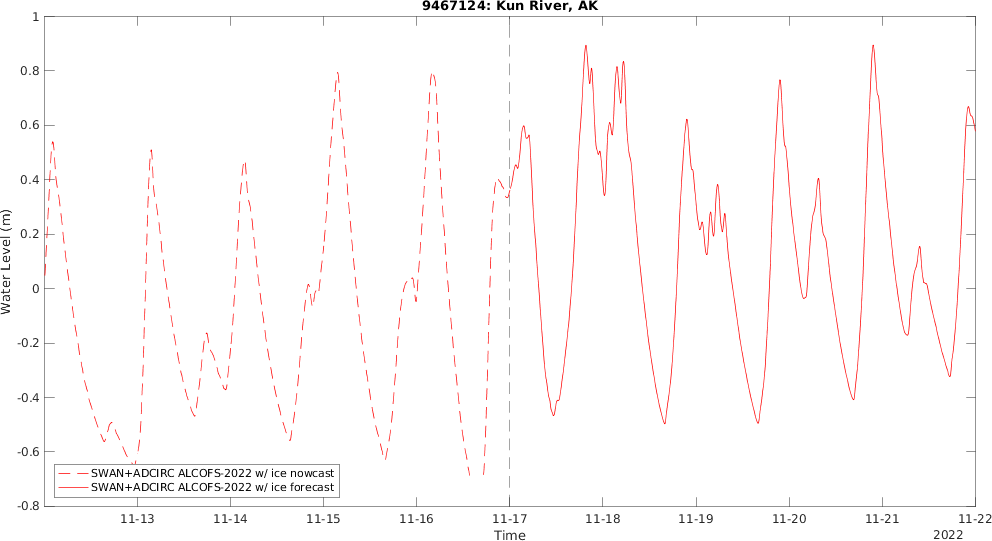 9467124: Kun River, AK
Water Level (m)
1
0.8
0.6
0.4
0.2
0
-0.2
-0.4
-0.6
-0.8
SWAN+ADCIRC ALCOFS-2022 w/ ice nowcast
SWAN+ADCIRC ALCOFS-2022 w/ ice forecast
11-13 11-14 11-15 11-16 11-17 11-18 11-19 11-20 11-21 11-22
Time
2022